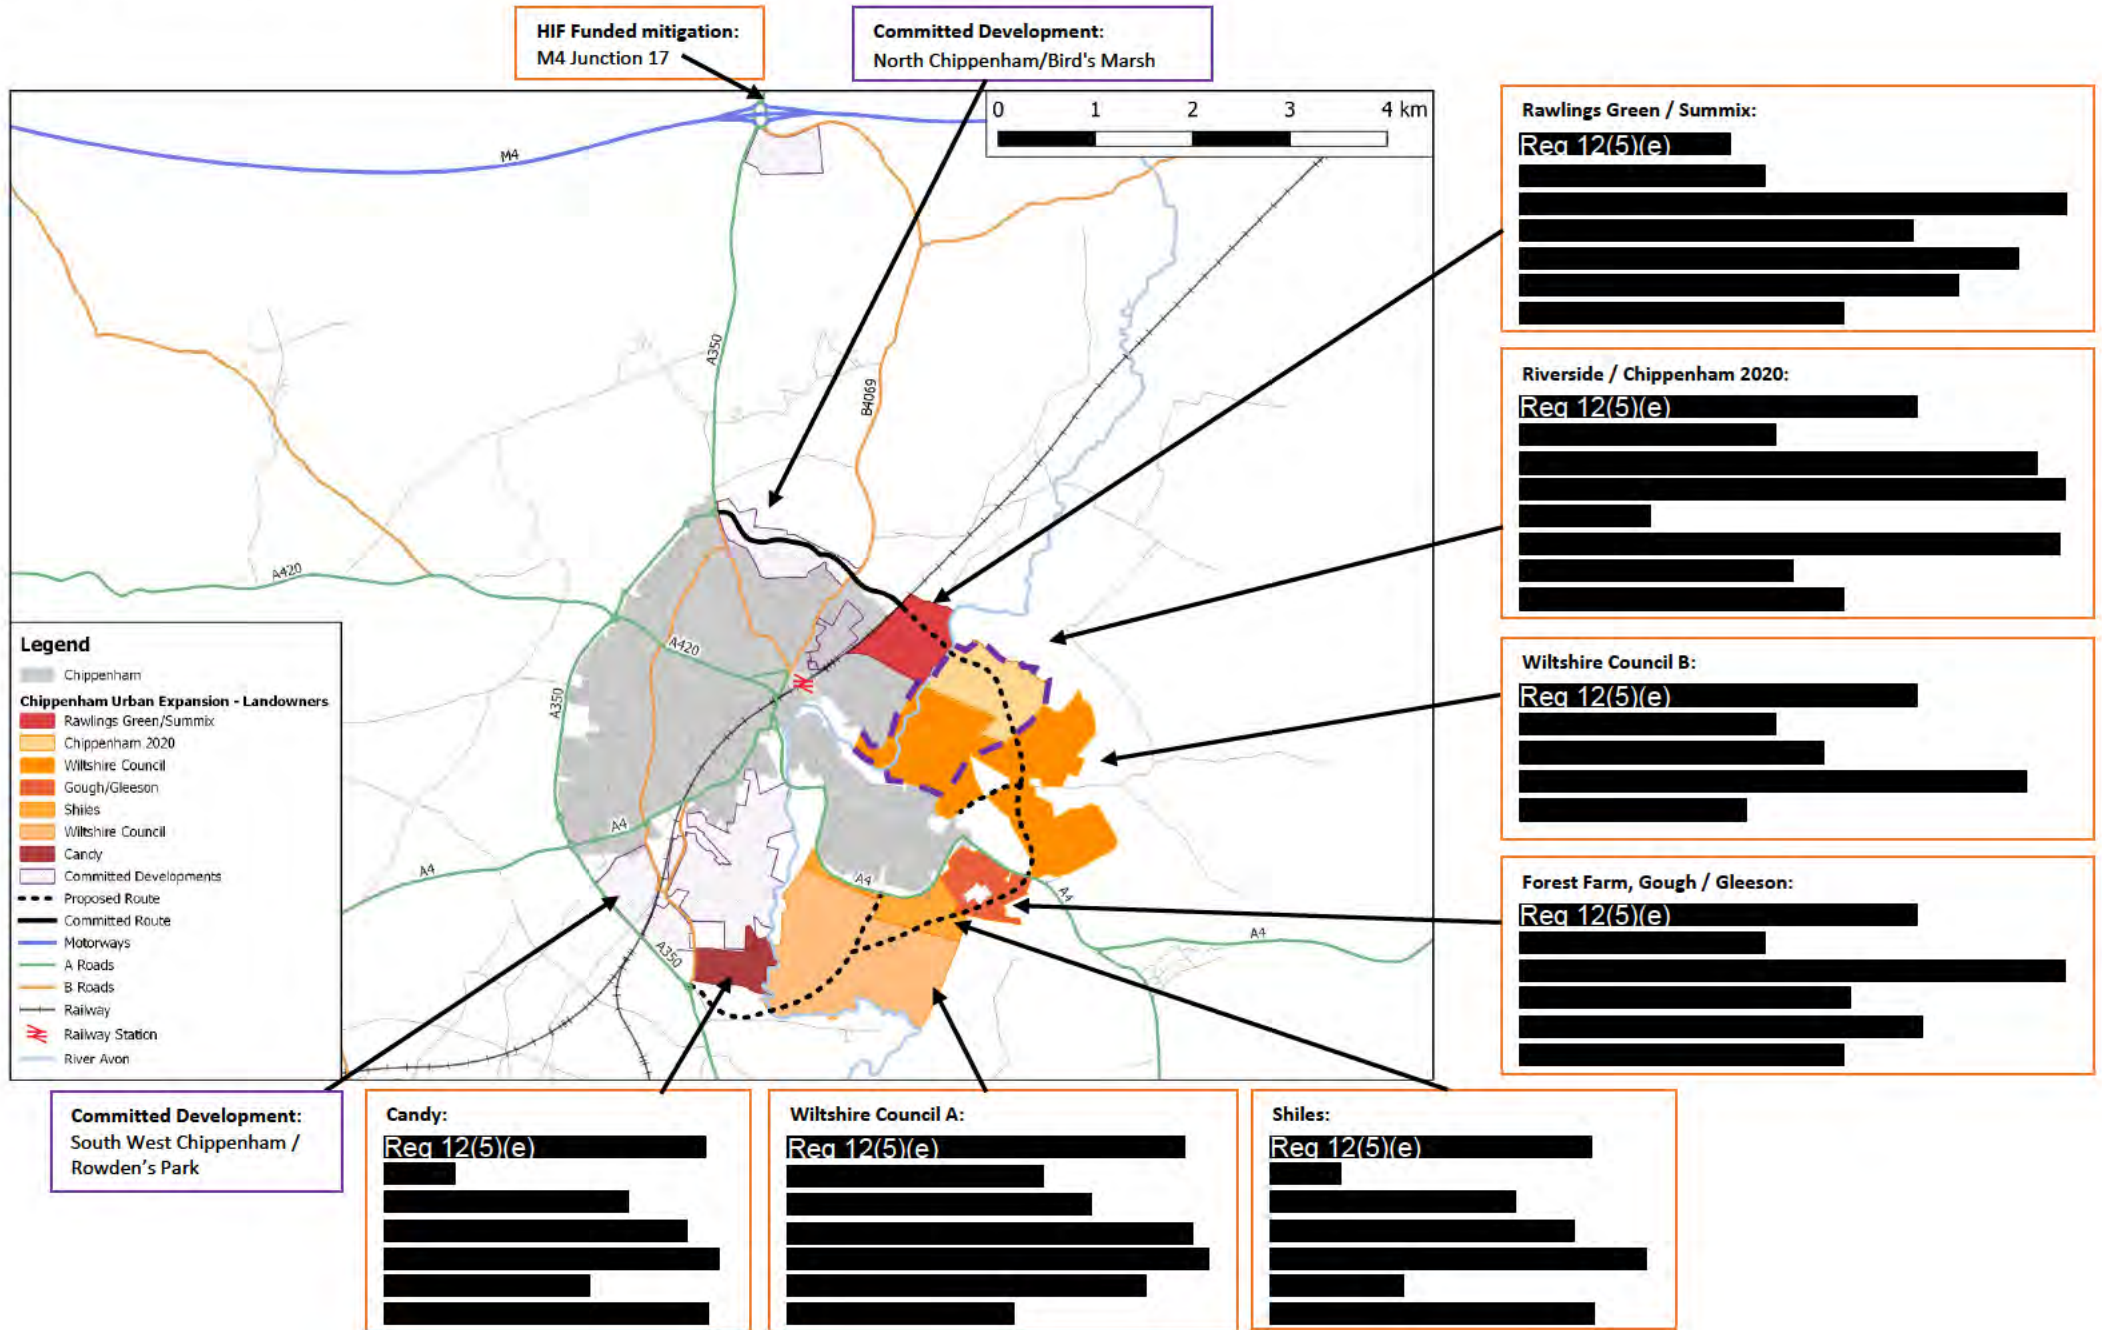 HIF Funded mitigation:
M4 Junction 17
Committed Development:
North Chippenham/Bird's Marsh
0 1 2 3 4 km
M4
A350
B4069
A420
A420
A350
A4
A4
A350
A4
A4
A4
Legend
Chippenham
Chippenham Urban Expansion - Landowners
Rawlings Green/Summix
Chippenham 2020
Wiltshire Council
Gough/Gleeson
Shiles
Wiltshire Council
Candy
Committed Developments
Proposed Route
Committed Route
Motorways
A Roads
B Roads
Railway
Railway Station
River Avon
Rawlings Green / Summix:
Reg 12(5)(e)
Riverside / Chippenham 2020:
Reg 12(5)(e)
Wiltshire Council B:
Reg 12(5)(e)
Forest Farm, Gough / Gleeson:
Reg 12(5)(e)
Committed Development:
South West Chippenham /
Rowden's Park
Candy:
Reg 12(5)(e)
Wiltshire Council A:
Reg 12(5)(e)
Shiles:
Reg 12(5)(e)